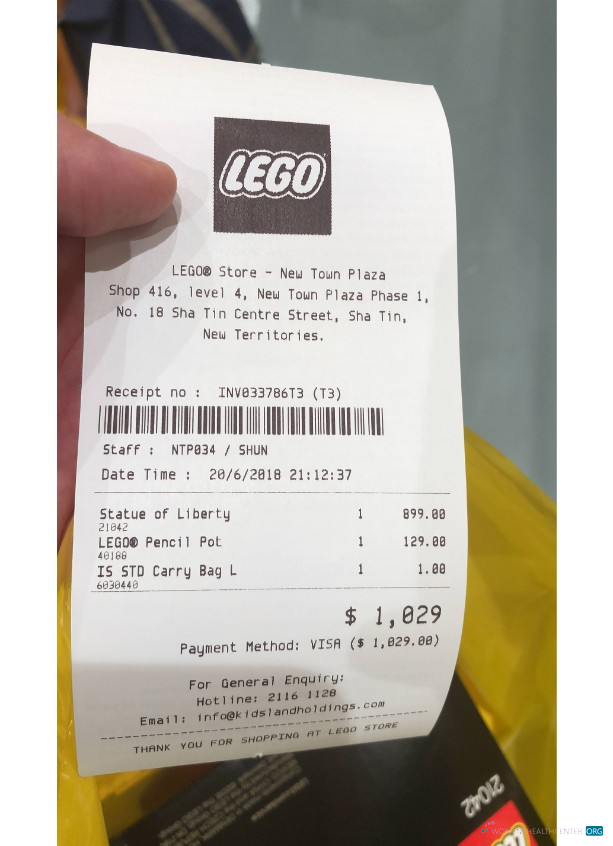 LEGO
LEGO® Store - New Town Plaza
Shop 416, level 4, New Town Plaza Phase 1,
No. 18 Sha Tin Centre Street, Sha Tin,
New Territories.
Receipt no : INV033786T3 (T3)
Staff : NTP034 / SHUN
Date Time : 20/6/2018 21:12:37
Statue of Liberty 1 899.00
21042
LEGO® Pencil Pot 1 129.00
40188
IS STD Carry Bag L 1 1.00
6030440
$ 1,029
Payment Method: VISA ($ 1,029.00)
For General Enquiry:
Hotline: 2116 1128
Email: info@kidslandholdings.com
THANK YOU FOR SHOPPING AT LEGO STORE
21042
LEGO